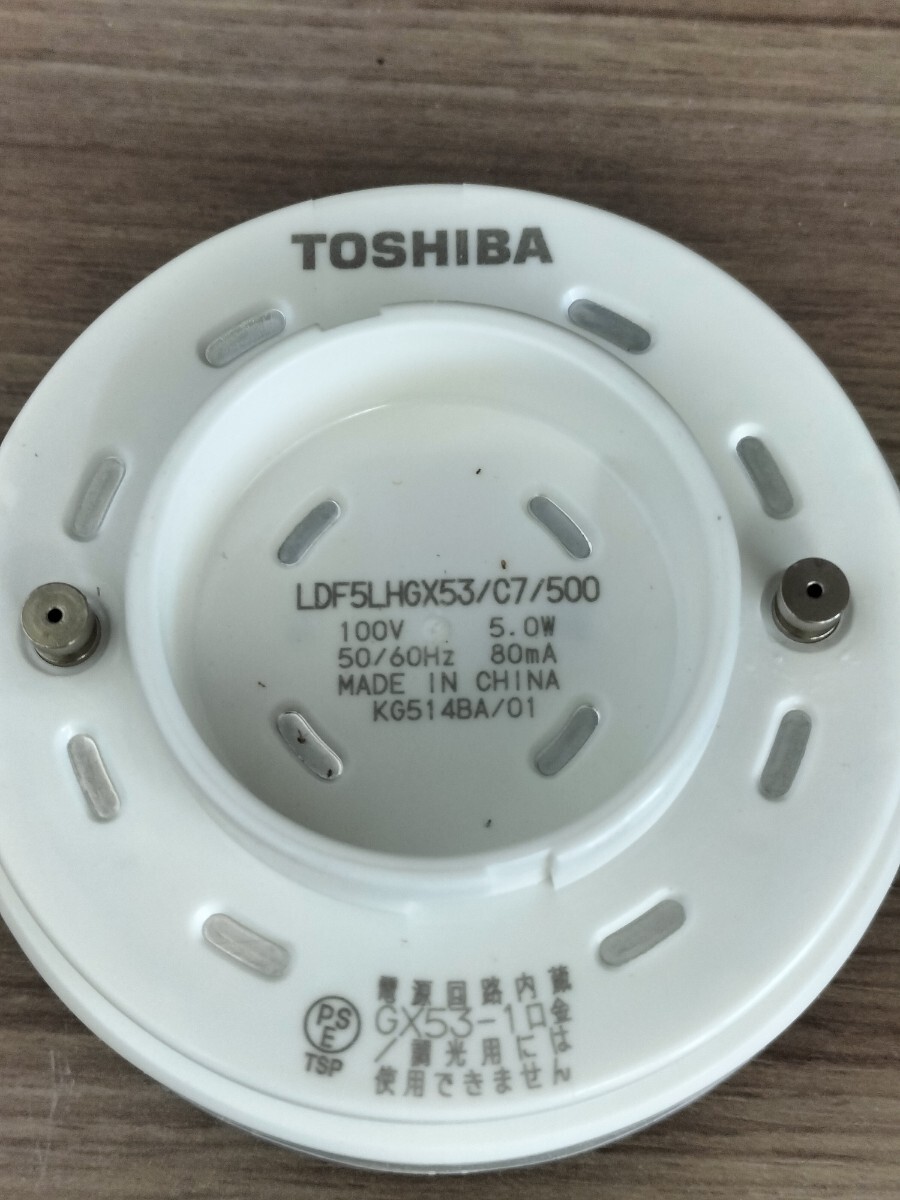 TOSHIBA
LDF5LHGX53/C7/500
100V 5.0W
50/60Hz 80mA
MADE IN CHINA
KG514BA/01
PSE
TSP
電源回路内蔵
GX53-1口金
/調光用には
使用できません